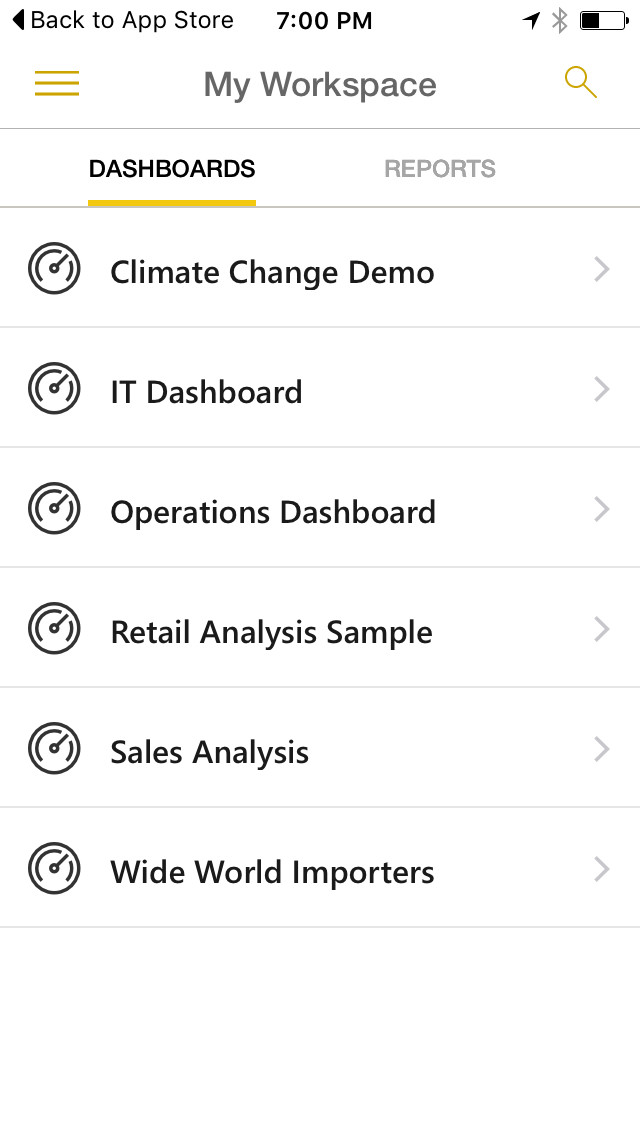 Back to App Store 7:00 PM
My Workspace
DASHBOARDS REPORTS
Climate Change Demo
IT Dashboard
Operations Dashboard
Retail Analysis Sample
Sales Analysis
Wide World Importers